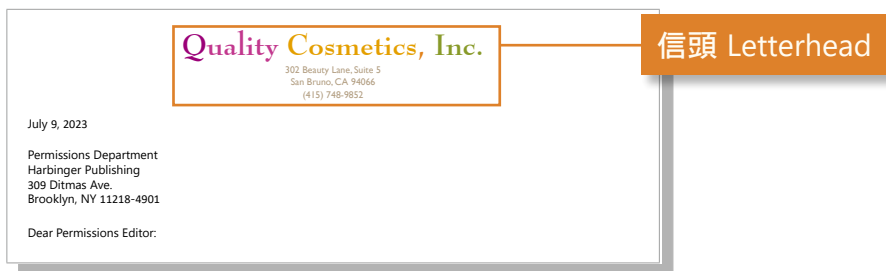 Quality Cosmetics, Inc.
302 Beauty Lane, Suite 5
San Bruno, CA 94066
(415) 748-9852
信頭 Letterhead
July 9, 2023
Permissions Department
Harbinger Publishing
309 Ditmas Ave.
Brooklyn, NY 11218-4901
Dear Permissions Editor: